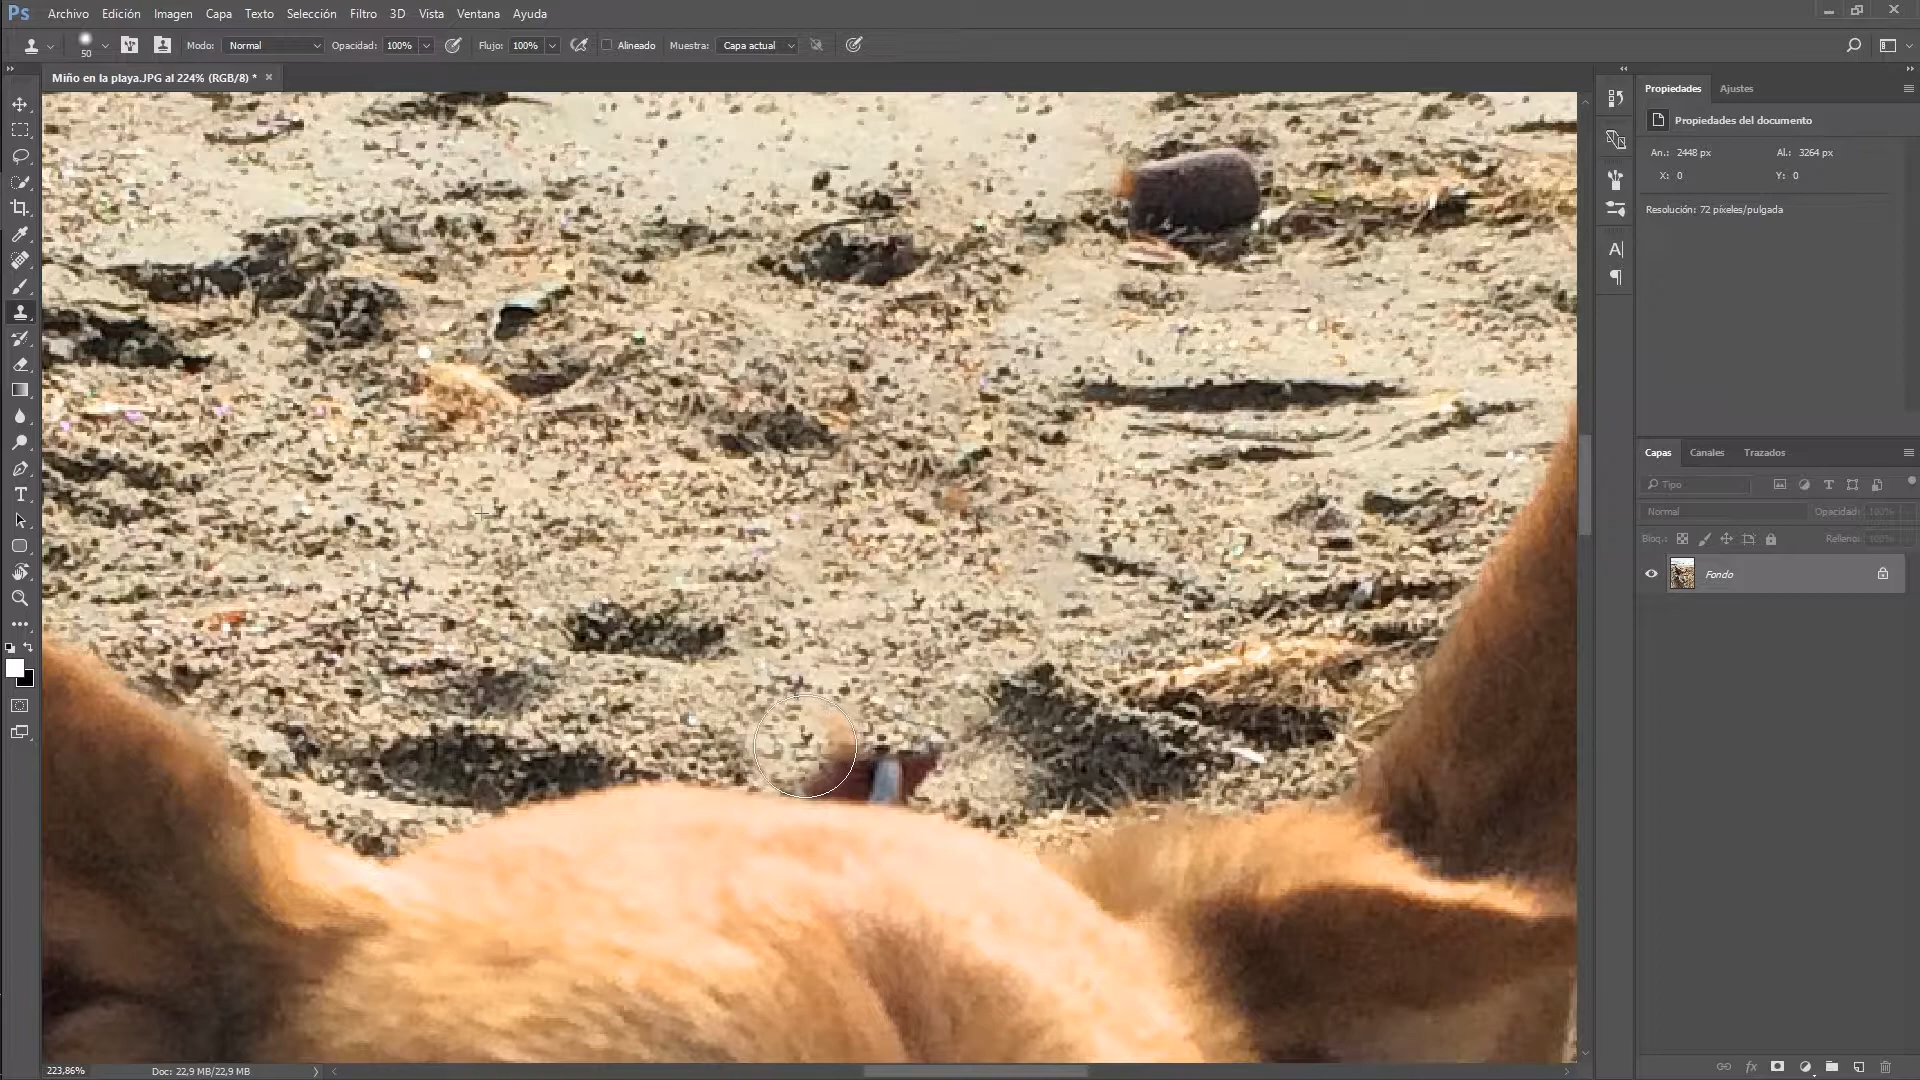 Ps Archivo Edición Imagen Capa Texto Selección Filtro 3D Vista Ventana Ayuda
50 Modo: Normal Opacidad: 100% Flujo: 100% Alineado Muestra: Capa actual
Miño en la playa.JPG al 224% (RGB/8) * ×
Propiedades Ajustes
Propiedades del documento
An.: 2448 px Al.: 3264 px
X: 0 Y: 0
Resolución: 72 píxeles/pulgada
Capas Canales Trazados
Tipo
Normal Opacidad: 100%
Bloq.: Relleno: 100%
Fondo
223,86% Doc: 22,9 MB/22,9 MB